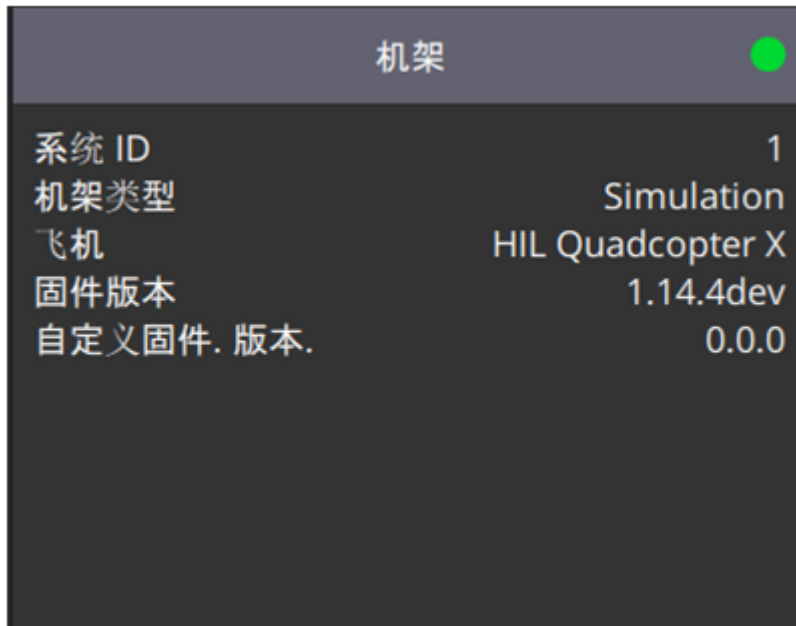 机架
系统 ID 1
机架类型 Simulation
飞机 HIL Quadcopter X
固件版本 1.14.4dev
自定义固件. 版本. 0.0.0